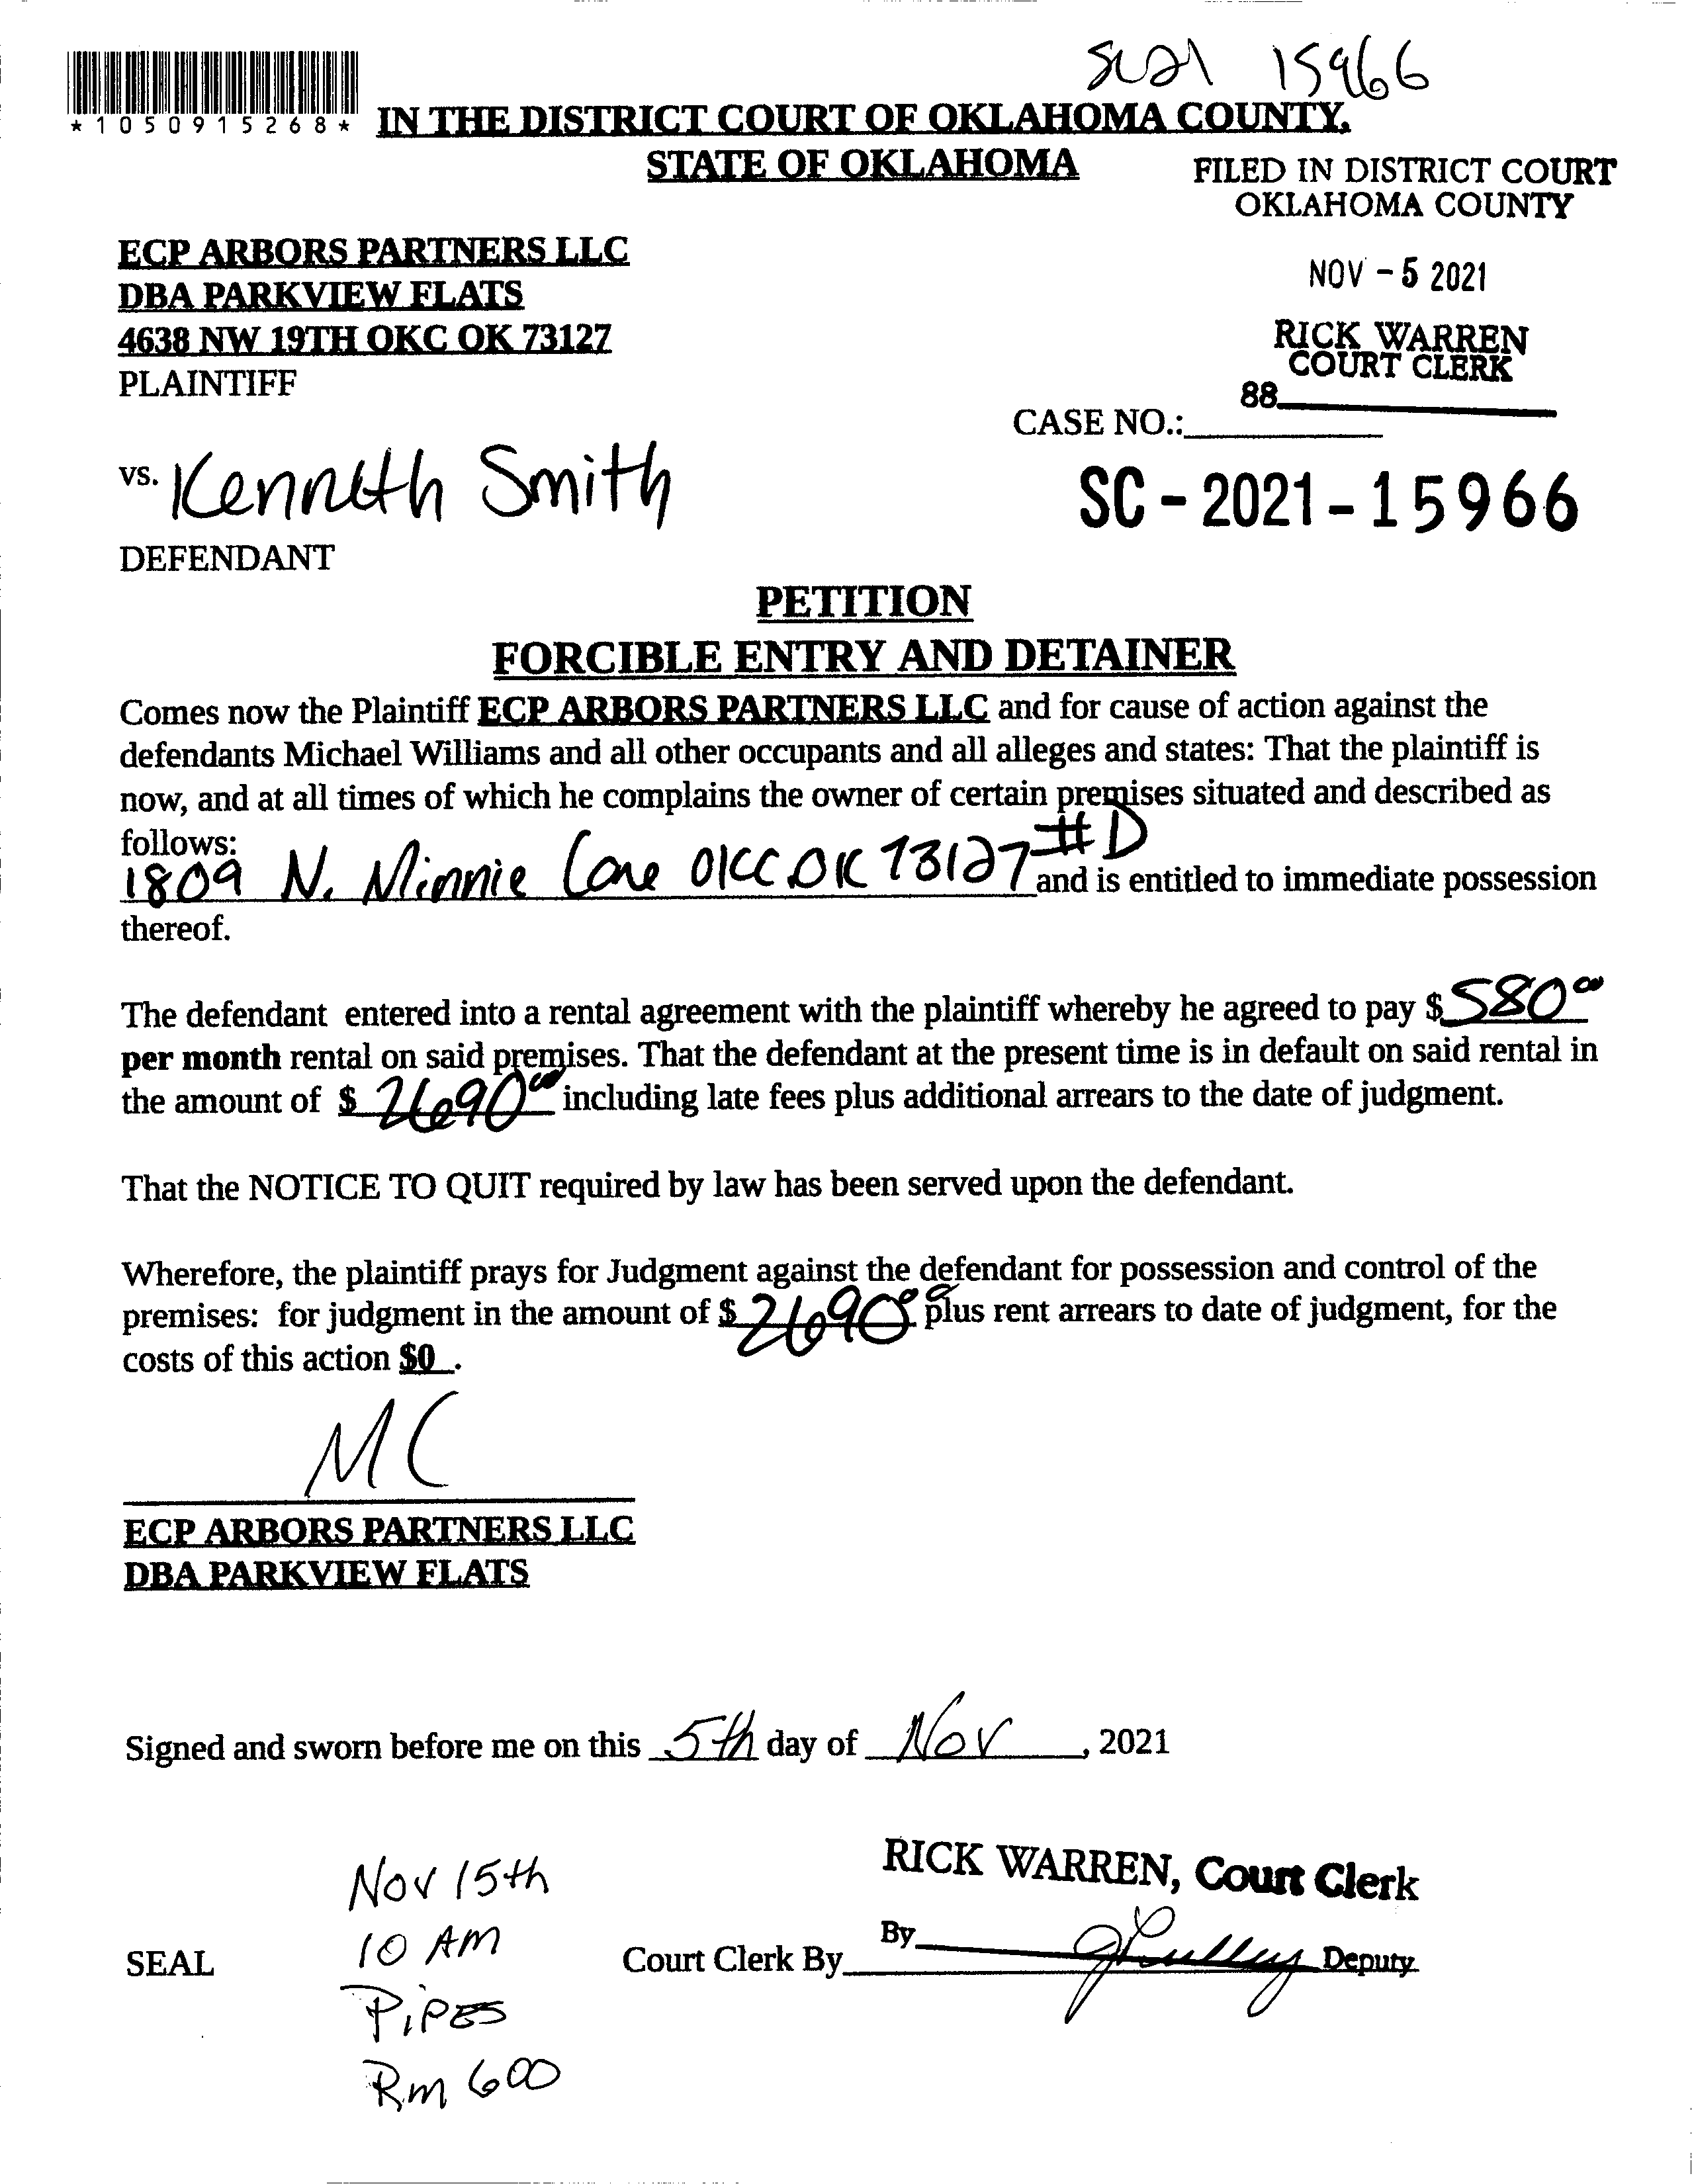 SC21 15966
*1050915268*
IN THE DISTRICT COURT OF OKLAHOMA COUNTY,
STATE OF OKLAHOMA
FILED IN DISTRICT COURT
OKLAHOMA COUNTY
ECP ARBORS PARTNERS LLC
DBA PARKVIEW FLATS
4638 NW 19TH OKC OK 73127
PLAINTIFF
NOV - 5 2021
RICK WARREN
COURT CLERK
88
CASE NO.:
vs. Kenneth Smith
SC - 2021 - 15966
DEFENDANT
PETITION
FORCIBLE ENTRY AND DETAINER
Comes now the Plaintiff ECP ARBORS PARTNERS LLC and for cause of action against the
defendants Michael Williams and all other occupants and all alleges and states: That the plaintiff is
now, and at all times of which he complains the owner of certain premises situated and described as
follows:
1809 N. Minnie Lane OKC OK 73127 #D and is entitled to immediate possession
thereof.
The defendant entered into a rental agreement with the plaintiff whereby he agreed to pay $ 580 00
per month rental on said premises. That the defendant at the present time is in default on said rental in
the amount of $ 2690 00 including late fees plus additional arrears to the date of judgment.
That the NOTICE TO QUIT required by law has been served upon the defendant.
Wherefore, the plaintiff prays for Judgment against the defendant for possession and control of the
premises: for judgment in the amount of $ 2690 00 plus rent arrears to date of judgment, for the
costs of this action $0 .
MC
ECP ARBORS PARTNERS LLC
DBA PARKVIEW FLATS
Signed and sworn before me on this 5th day of Nov , 2021
Nov 15th
10 AM
PIPES
Rm 600
RICK WARREN, Court Clerk
SEAL
Court Clerk By
By Deputy